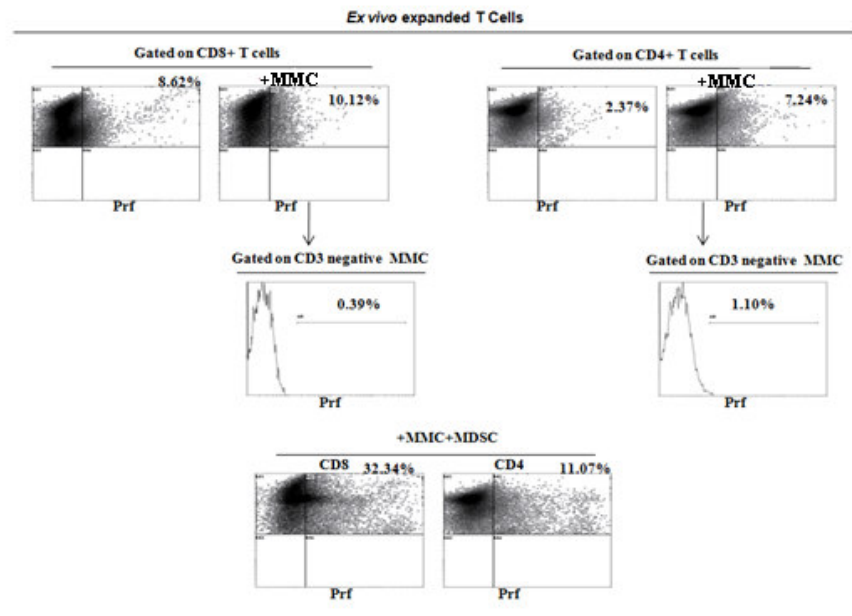 Ex vivo expanded T Cells
Gated on CD8+ T cells
Gated on CD4+ T cells
8.62%
+MMC
10.12%
2.37%
+MMC
7.24%
Prf
Prf
Prf
Prf
Gated on CD3 negative MMC
Gated on CD3 negative MMC
0.39%
1.10%
Prf
Prf
+MMC+MDSC
CD8
32.34%
CD4
11.07%
Prf
Prf